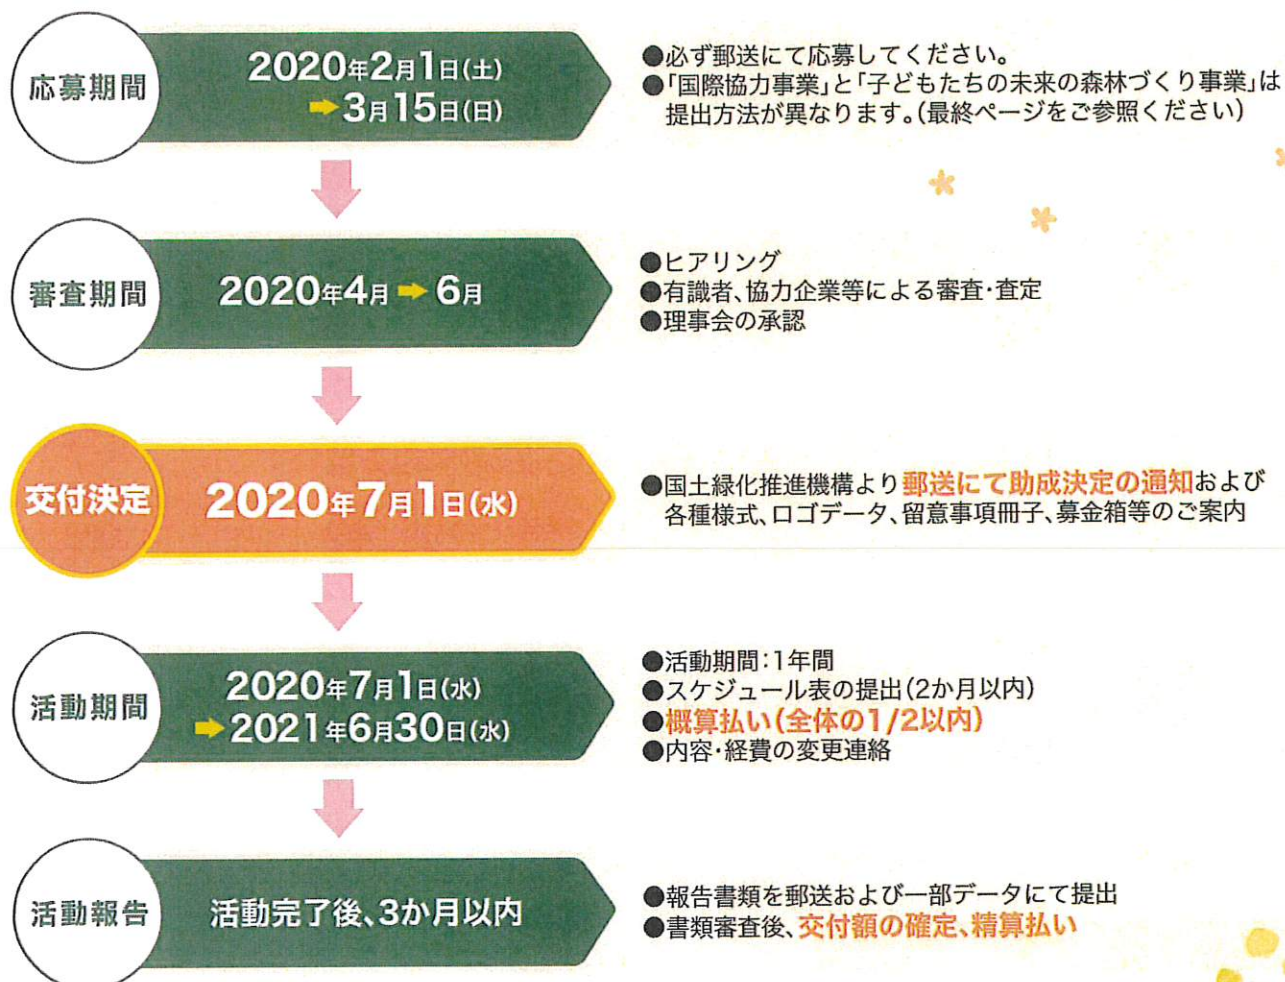 応募期間
2020年2月1日(土)
➡3月15日(日)
●必ず郵送にて応募してください。
●「国際協力事業」と「子どもたちの未来の森林づくり事業」は
提出方法が異なります。(最終ページをご参照ください)
審査期間
2020年4月➡6月
●ヒアリング
●有識者、協力企業等による審査・査定
●理事会の承認
交付決定
2020年7月1日(水)
●国土緑化推進機構より郵送にて助成決定の通知および
各種様式、ロゴデータ、留意事項冊子、募金箱等のご案内
活動期間
2020年7月1日(水)
➡2021年6月30日(水)
●活動期間:1年間
●スケジュール表の提出(2か月以内)
●概算払い(全体の1/2以内)
●内容・経費の変更連絡
活動報告
活動完了後、3か月以内
●報告書類を郵送および一部データにて提出
●書類審査後、交付額の確定、精算払い